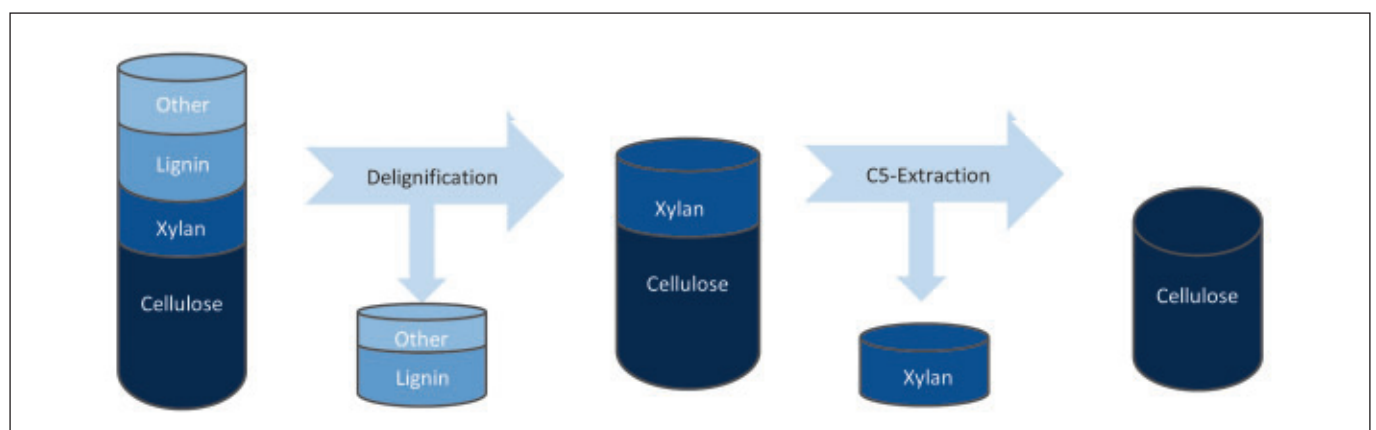 Other
Lignin
Xylan
Cellulose
Delignification
Other
Lignin
Xylan
Cellulose
C5-Extraction
Xylan
Cellulose